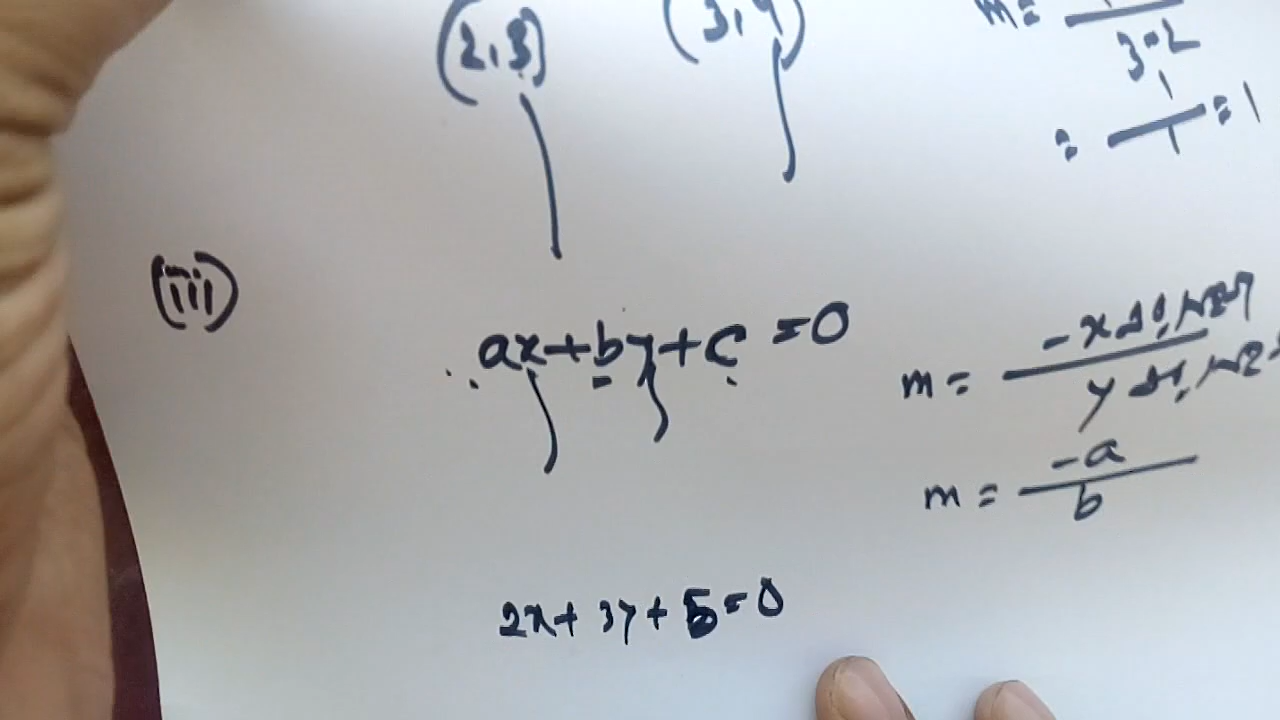 (2,3) (3,4) m=
3-2
= 1/1 = 1
(iii)
ax+by+c=0
m = -x
y
m = -a/b
2x+3y+5=0